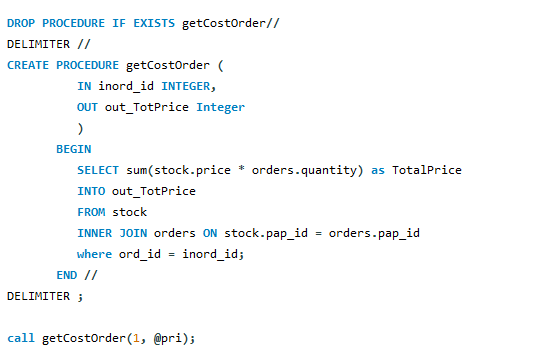 DROP PROCEDURE IF EXISTS getCostOrder//
DELIMITER //
CREATE PROCEDURE getCostOrder (
IN inord_id INTEGER,
OUT out_TotPrice Integer
)
BEGIN
SELECT sum(stock.price * orders.quantity) as TotalPrice
INTO out_TotPrice
FROM stock
INNER JOIN orders ON stock.pap_id = orders.pap_id
where ord_id = inord_id;
END //
DELIMITER ;
call getCostOrder(1, @pri);